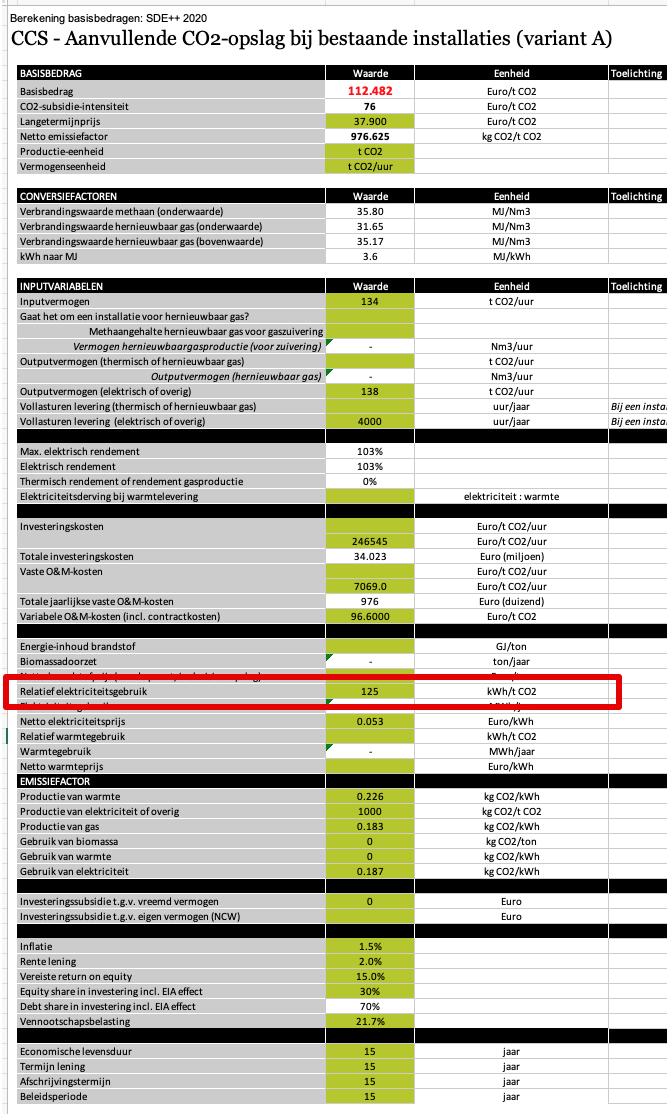 Berekening basisbedragen: SDE++ 2020
CCS - Aanvullende CO2-opslag bij bestaande installaties (variant A)
BASISBEDRAG Waarde Eenheid Toelichting
Basisbedrag 112.482 Euro/t CO2
CO2-subsidie-intensiteit 76 Euro/t CO2
Langetermijnprijs 37.900 Euro/t CO2
Netto emissiefactor 976.625 kg CO2/t CO2
Productie-eenheid t CO2
Vermogenseenheid t CO2/uur
CONVERSIEFACTOREN Waarde Eenheid Toelichting
Verbrandingswaarde methaan (onderwaarde) 35.80 MJ/Nm3
Verbrandingswaarde hernieuwbaar gas (onderwaarde) 31.65 MJ/Nm3
Verbrandingswaarde hernieuwbaar gas (bovenwaarde) 35.17 MJ/Nm3
kWh naar MJ 3.6 MJ/kWh
INPUTVARIABELEN Waarde Eenheid Toelichting
Inputvermogen 134 t CO2/uur
Gaat het om een installatie voor hernieuwbaar gas?
Methaangehalte hernieuwbaar gas voor gaszuivering
Vermogen hernieuwbaargasproductie (voor zuivering) - Nm3/uur
Outputvermogen (thermisch of hernieuwbaar gas) t CO2/uur
Outputvermogen (hernieuwbaar gas) - Nm3/uur
Outputvermogen (elektrisch of overig) 138 t CO2/uur
Vollasturen levering (thermisch of hernieuwbaar gas) uur/jaar Bij een insta
Vollasturen levering (elektrisch of overig) 4000 uur/jaar Bij een insta
Max. elektrisch rendement 103%
Elektrisch rendement 103%
Thermisch rendement of rendement gasproductie 0%
Elektriciteitsderving bij warmtelevering elektriciteit : warmte
Investeringskosten Euro/t CO2/uur
246545 Euro/t CO2/uur
Totale investeringskosten 34.023 Euro (miljoen)
Vaste O&M-kosten Euro/t CO2/uur
7069.0 Euro/t CO2/uur
Totale jaarlijkse vaste O&M-kosten 976 Euro (duizend)
Variabele O&M-kosten (incl. contractkosten) 96.6000 Euro/t CO2
Energie-inhoud brandstof GJ/ton
Biomassadoorzet - ton/jaar
Relatief elektriciteitsgebruik 125 kWh/t CO2
Netto elektriciteitsprijs 0.053 Euro/kWh
Relatief warmtegebruik kWh/t CO2
Warmtegebruik - MWh/jaar
Netto warmteprijs Euro/kWh
EMISSIEFACTOR
Productie van warmte 0.226 kg CO2/kWh
Productie van elektriciteit of overig 1000 kg CO2/t CO2
Productie van gas 0.183 kg CO2/kWh
Gebruik van biomassa 0 kg CO2/ton
Gebruik van warmte 0 kg CO2/kWh
Gebruik van elektriciteit 0.187 kg CO2/kWh
Investeringssubsidie t.g.v. vreemd vermogen 0 Euro
Investeringssubsidie t.g.v. eigen vermogen (NCW) Euro
Inflatie 1.5%
Rente lening 2.0%
Vereiste return on equity 15.0%
Equity share in investering incl. EIA effect 30%
Debt share in investering incl. EIA effect 70%
Vennootschapsbelasting 21.7%
Economische levensduur 15 jaar
Termijn lening 15 jaar
Afschrijvingstermijn 15 jaar
Beleidsperiode 15 jaar